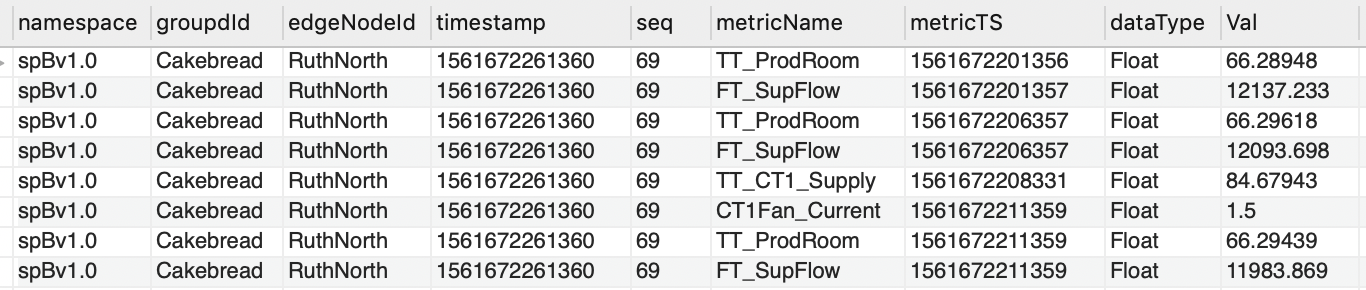 namespace groupdId edgeNodeId timestamp seq metricName metricTS dataType Val
spBv1.0 Cakebread RuthNorth 1561672261360 69 TT_ProdRoom 1561672201356 Float 66.28948
spBv1.0 Cakebread RuthNorth 1561672261360 69 FT_SupFlow 1561672201357 Float 12137.233
spBv1.0 Cakebread RuthNorth 1561672261360 69 TT_ProdRoom 1561672206357 Float 66.29618
spBv1.0 Cakebread RuthNorth 1561672261360 69 FT_SupFlow 1561672206357 Float 12093.698
spBv1.0 Cakebread RuthNorth 1561672261360 69 TT_CT1_Supply 1561672208331 Float 84.67943
spBv1.0 Cakebread RuthNorth 1561672261360 69 CT1Fan_Current 1561672211359 Float 1.5
spBv1.0 Cakebread RuthNorth 1561672261360 69 TT_ProdRoom 1561672211359 Float 66.29439
spBv1.0 Cakebread RuthNorth 1561672261360 69 FT_SupFlow 1561672211359 Float 11983.869